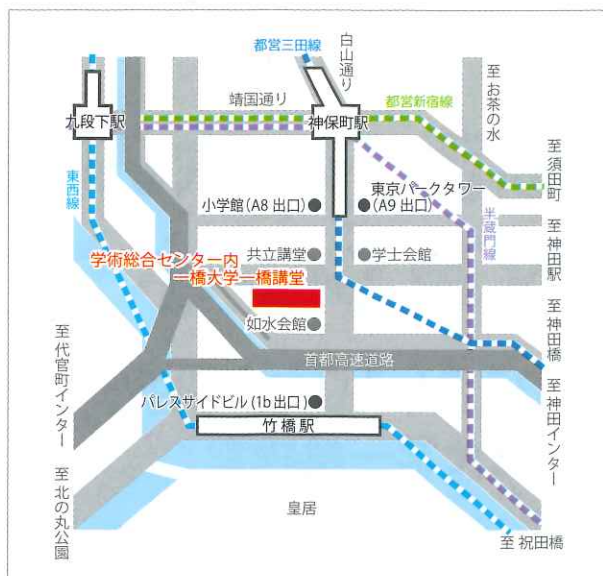 都営三田線
白山通り
靖国通り
都営新宿線
至お茶の水
九段下駅
神保町駅
至須田町
東西線
小学館(A8 出口)
東京パークタワー
(A9 出口)
半蔵門線
至神田駅
共立講堂
学士会館
学術総合センター内
一橋大学一橋講堂
如水会館
至神田橋
至代官町インター
首都高速道路
至神田インター
パレスサイドビル(1b出口)
竹橋駅
至北の丸公園
皇居
至 祝田橋